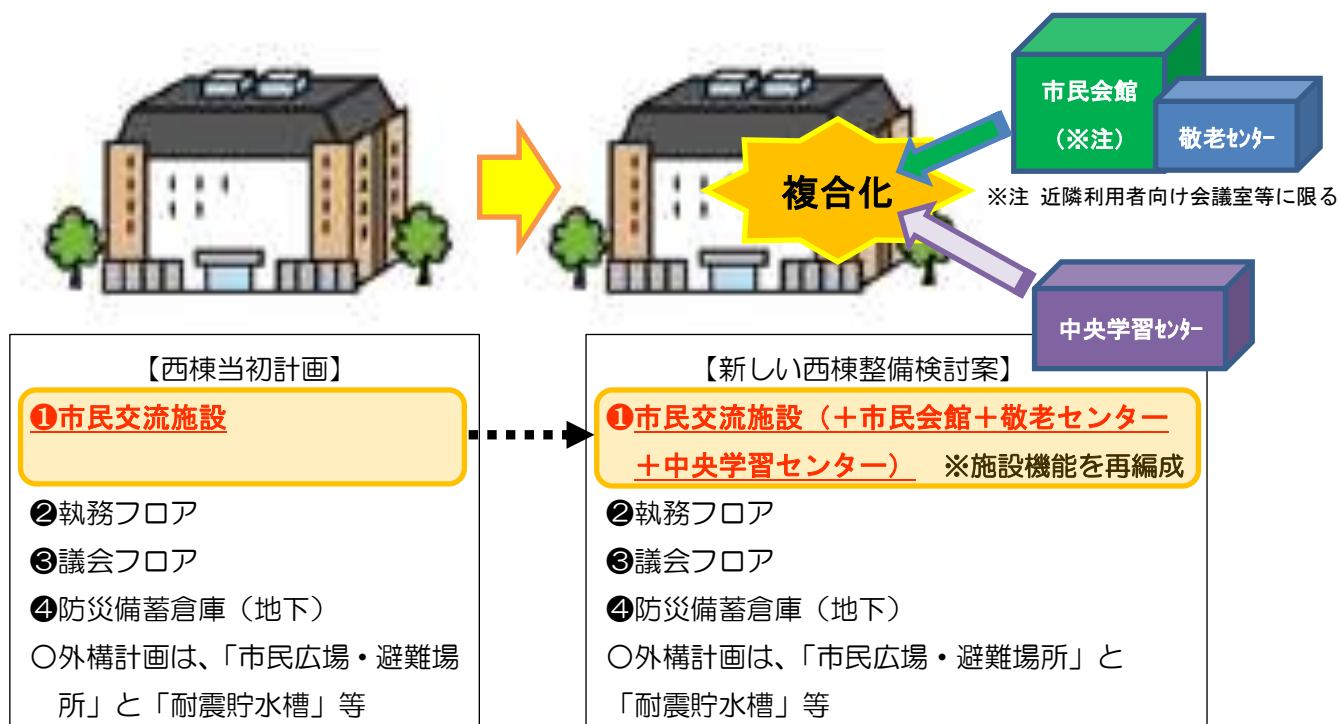 市民会館
（※注）
敬老ｾﾝﾀｰ
複合化
※注 近隣利用者向け会議室等に限る
中央学習ｾﾝﾀｰ
【西棟当初計画】
❶市民交流施設
❷執務フロア
❸議会フロア
❹防災備蓄倉庫（地下）
〇外構計画は、「市民広場・避難場
所」と「耐震貯水槽」等
【新しい西棟整備検討案】
❶市民交流施設（＋市民会館＋敬老センター
＋中央学習センター） ※施設機能を再編成
❷執務フロア
❸議会フロア
❹防災備蓄倉庫（地下）
〇外構計画は、「市民広場・避難場所」と
「耐震貯水槽」等